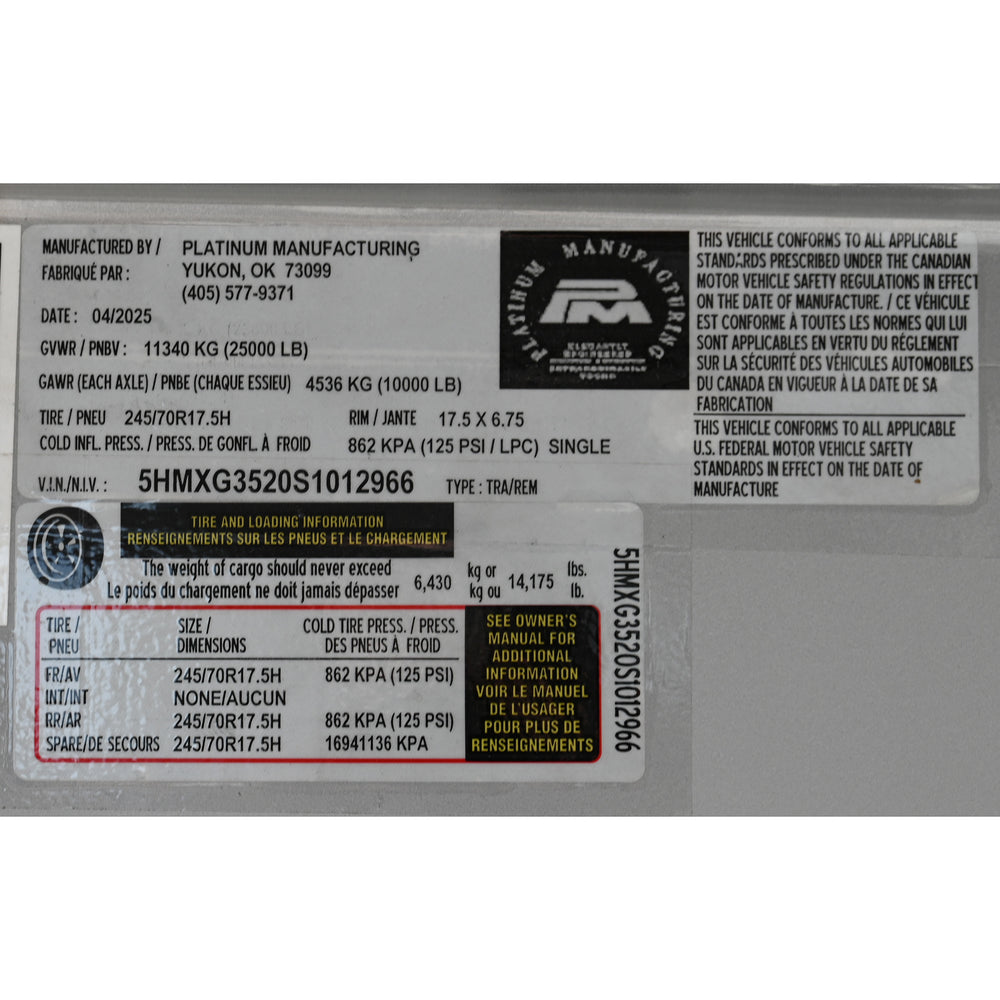 MANUFACTURED BY / PLATINUM MANUFACTURING
FABRIQUÉ PAR : YUKON, OK 73099
(405) 577-9371
DATE : 04/2025
GVWR / PNBV : 11340 KG (25000 LB)
GAWR (EACH AXLE) / PNBE (CHAQUE ESSIEU) 4536 KG (10000 LB)
TIRE / PNEU 245/70R17.5H RIM / JANTE 17.5 X 6.75
COLD INFL. PRESS. / PRESS. DE GONFL. À FROID 862 KPA (125 PSI / LPC) SINGLE
V.I.N./N.I.V. : 5HMXG3520S1012966 TYPE : TRA/REM
PLATINUM MANUFACTURING
PM
THIS VEHICLE CONFORMS TO ALL APPLICABLE
STANDARDS PRESCRIBED UNDER THE CANADIAN
MOTOR VEHICLE SAFETY REGULATIONS IN EFFECT
ON THE DATE OF MANUFACTURE. / CE VÉHICULE
EST CONFORME À TOUTES LES NORMES QUI LUI
SONT APPLICABLES EN VERTU DU RÉGLEMENT
SUR LA SÉCURITÉ DES VÉHICULES AUTOMOBILES
DU CANADA EN VIGUEUR À LA DATE DE SA
FABRICATION
THIS VEHICLE CONFORMS TO ALL APPLICABLE
U.S. FEDERAL MOTOR VEHICLE SAFETY
STANDARDS IN EFFECT ON THE DATE OF
MANUFACTURE
TIRE AND LOADING INFORMATION
RENSEIGNEMENTS SUR LES PNEUS ET LE CHARGEMENT
The weight of cargo should never exceed kg or lbs.
Le poids du chargement ne doit jamais dépasser 6,430 kg ou 14,175 lb.
TIRE / SIZE / COLD TIRE PRESS. / PRESS.
PNEU DIMENSIONS DES PNEUS À FROID
FR/AV 245/70R17.5H 862 KPA (125 PSI)
INT/INT NONE/AUCUN
RR/AR 245/70R17.5H 862 KPA (125 PSI)
SPARE/DE SECOURS 245/70R17.5H 16941136 KPA
SEE OWNER'S
MANUAL FOR
ADDITIONAL
INFORMATION
VOIR LE MANUEL
DE L'USAGER
POUR PLUS DE
RENSEIGNEMENTS
5HMXG3520S1012966